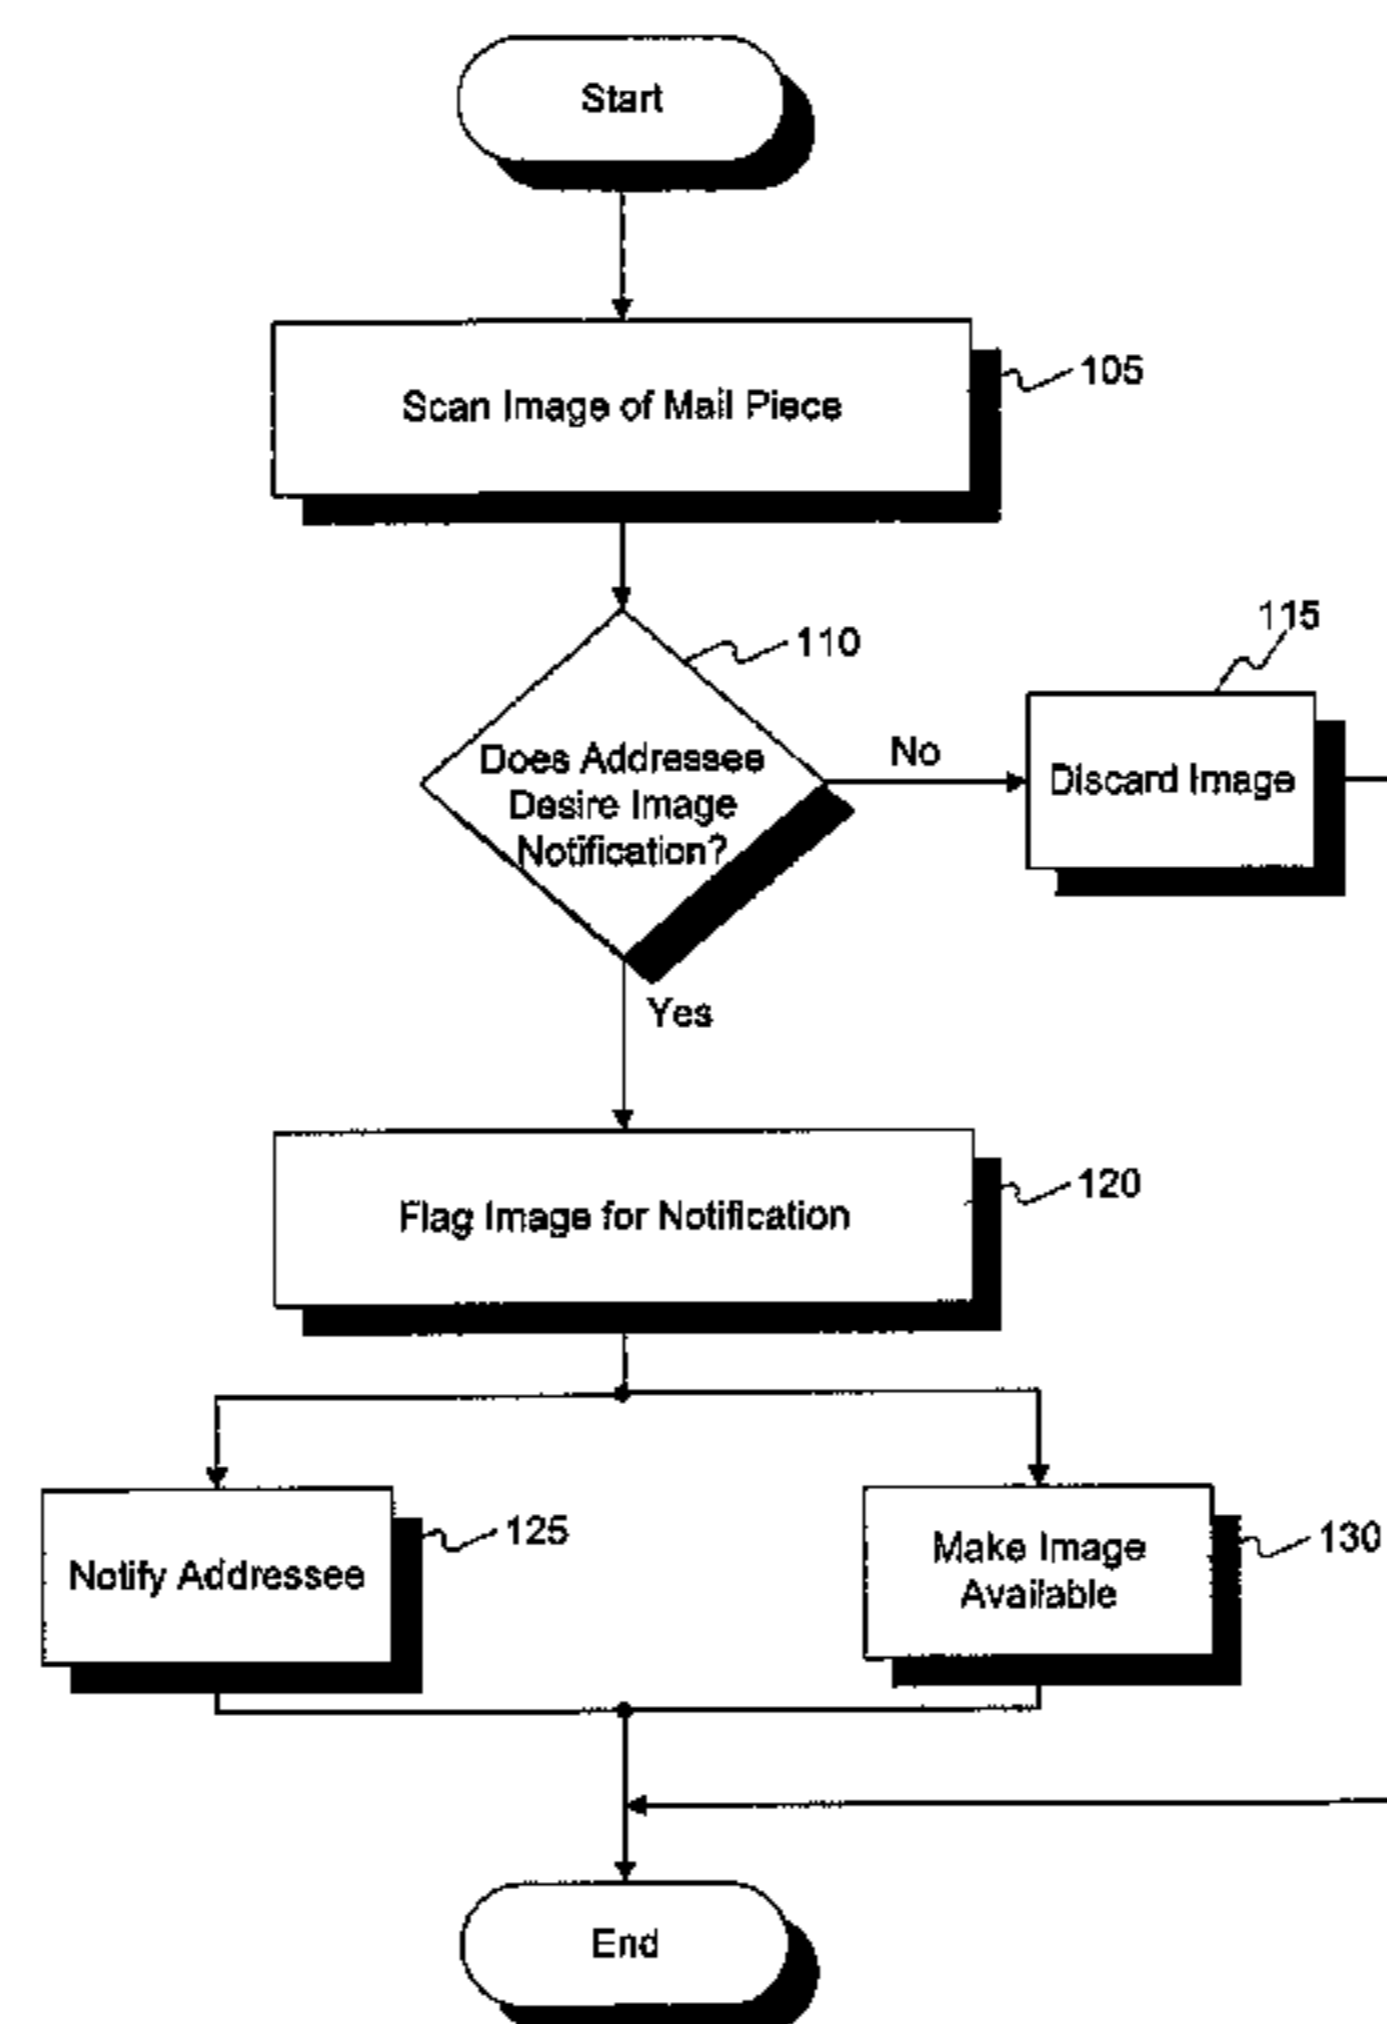 Start
Scan Image of Mail Piece
105
110
115
Does Addressee
Desire Image
Notification?
No
Discard Image
Yes
Flag Image for Notification
120
Notify Addressee
125
Make Image
Available
130
End